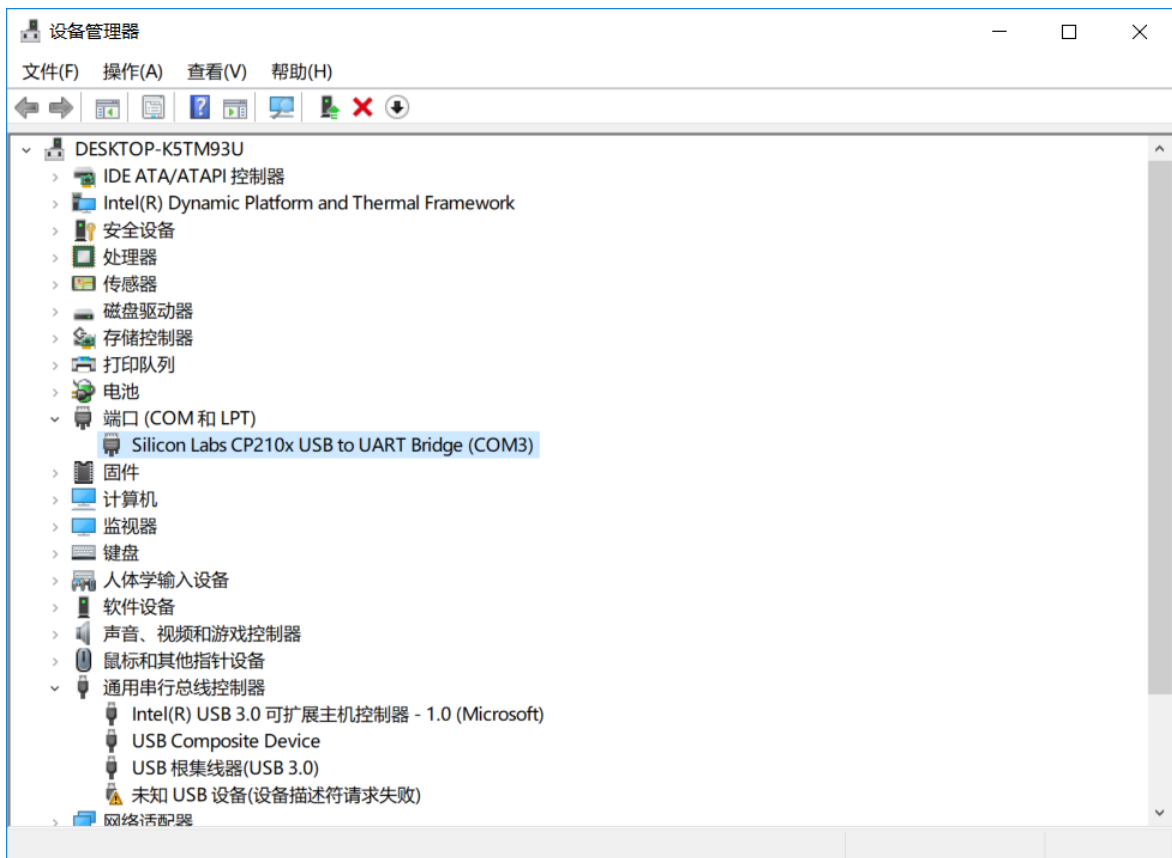 设备管理器
文件(F) 操作(A) 查看(V) 帮助(H)
DESKTOP-K5TM93U
IDE ATA/ATAPI 控制器
Intel(R) Dynamic Platform and Thermal Framework
安全设备
处理器
传感器
磁盘驱动器
存储控制器
打印队列
电池
端口 (COM 和 LPT)
Silicon Labs CP210x USB to UART Bridge (COM3)
固件
计算机
监视器
键盘
人体学输入设备
软件设备
声音、视频和游戏控制器
鼠标和其他指针设备
通用串行总线控制器
Intel(R) USB 3.0 可扩展主机控制器 - 1.0 (Microsoft)
USB Composite Device
USB 根集线器(USB 3.0)
未知 USB 设备(设备描述符请求失败)
网络适配器